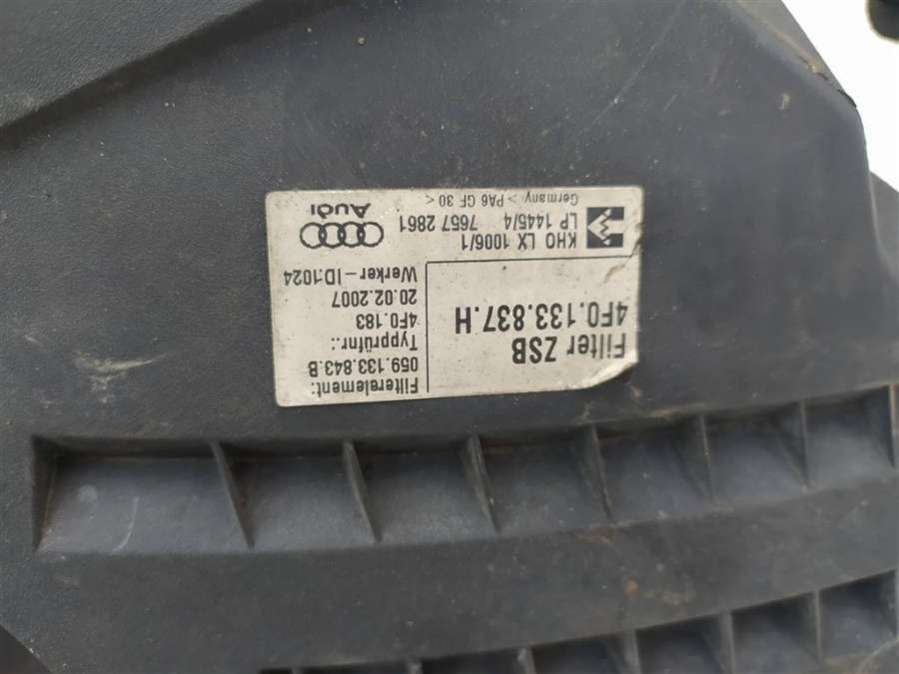 Filter ZSB
4F0.133.837.H
Filterelement:
059.133.843.B
Typprüfnr.:
4F0.183
20.02.2007
Werker-ID:1024
KHO LX 1006/1
LP 1445/4 7657 2861
Germany > PA6 GF 30 <
Audi